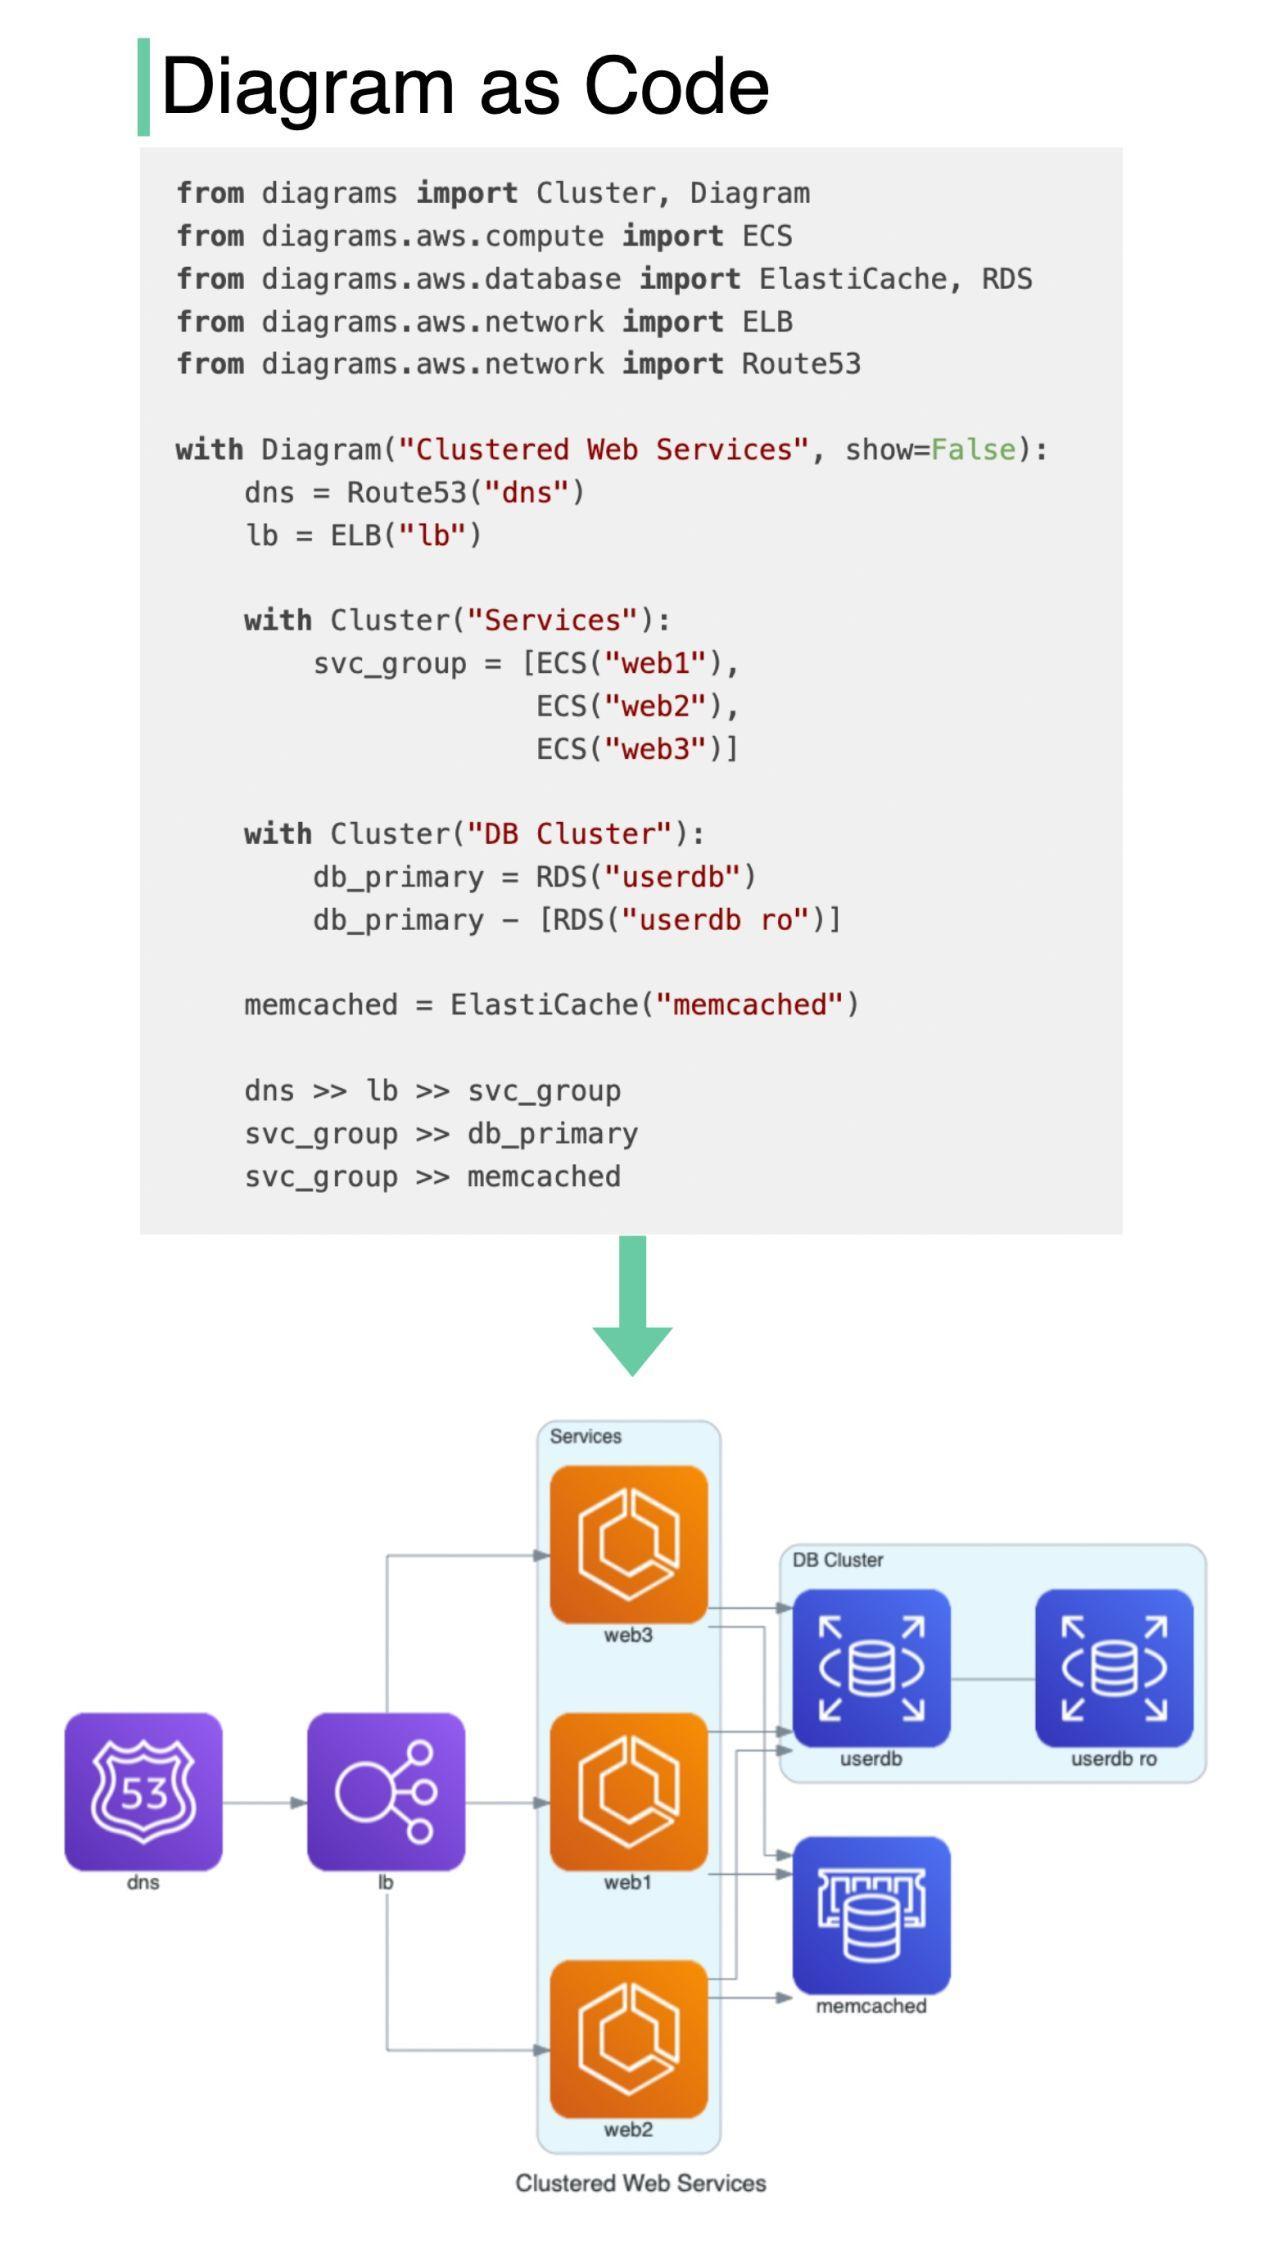 Diagram as Code
from diagrams import Cluster, Diagram
from diagrams.aws.compute import ECS
from diagrams.aws.database import ElastiCache, RDS
from diagrams.aws.network import ELB
from diagrams.aws.network import Route53

with Diagram("Clustered Web Services", show=False):
    dns = Route53("dns")
    lb = ELB("lb")

    with Cluster("Services"):
        svc_group = [ECS("web1"),
                     ECS("web2"),
                     ECS("web3")]

    with Cluster("DB Cluster"):
        db_primary = RDS("userdb")
        db_primary - [RDS("userdb ro")]

    memcached = ElastiCache("memcached")

    dns >> lb >> svc_group
    svc_group >> db_primary
    svc_group >> memcached
Services
web3
DB Cluster
userdb
userdb ro
53
dns
lb
web1
memcached
web2
Clustered Web Services